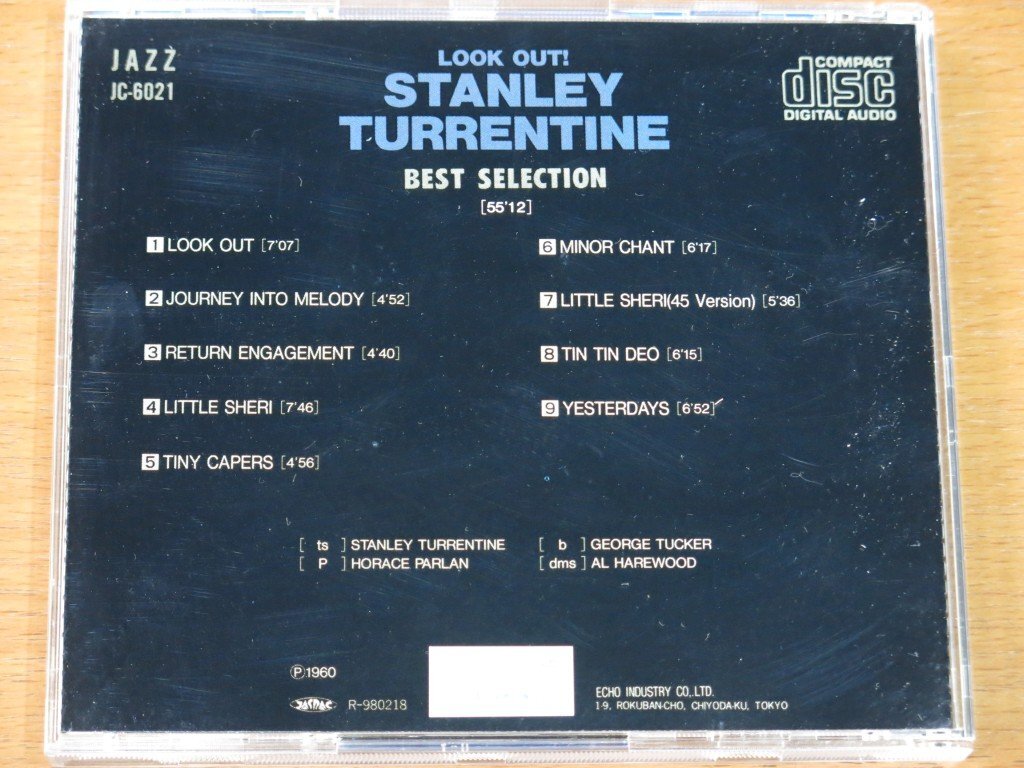 JAZZ
JC-6021
LOOK OUT!
STANLEY
TURRENTINE
BEST SELECTION
[55'12]
COMPACT
disc
DIGITAL AUDIO
1 LOOK OUT [7'07]
2 JOURNEY INTO MELODY [4'52]
3 RETURN ENGAGEMENT [4'40]
4 LITTLE SHERI [7'46]
5 TINY CAPERS [4'56]
6 MINOR CHANT [6'17]
7 LITTLE SHERI(45 Version) [5'36]
8 TIN TIN DEO [6'15]
9 YESTERDAYS [6'52]
[ ts ] STANLEY TURRENTINE
[ P ] HORACE PARLAN
[ b ] GEORGE TUCKER
[ dms ] AL HAREWOOD
Ⓟ1960
JASRAC R-980218
ECHO INDUSTRY CO,.LTD.
1-9, ROKUBAN-CHO, CHIYODA-KU, TOKYO